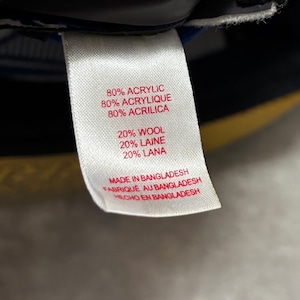 80% ACRYLIC
80% ACRYLIQUE
80% ACRILICA
20% WOOL
20% LAINE
20% LANA
MADE IN BANGLADESH
FABRIQUÉ AU BANGLADESH
HECHO EN BANGLADESH